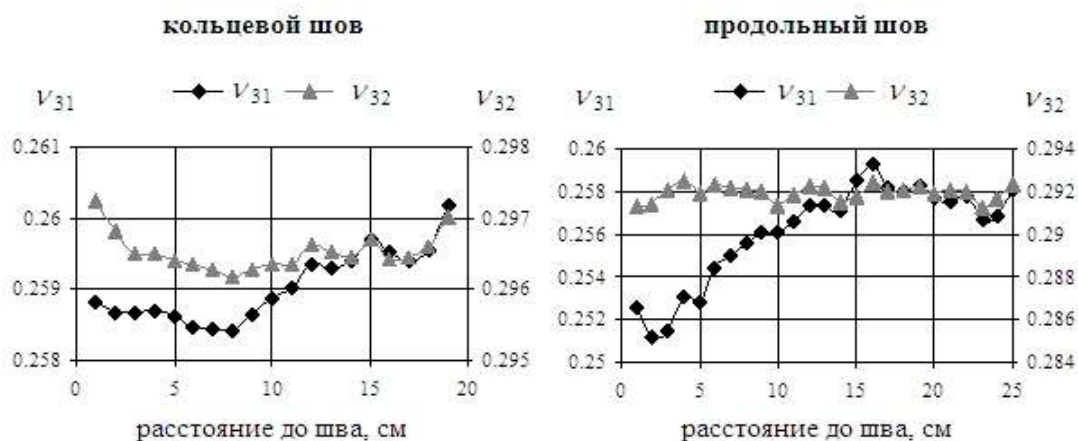 кольцевой шов
ν31 ν31 ν32 ν32
0.261 0.298
0.26 0.297
0.259 0.296
0.258 0.295
0 5 10 15 20
расстояние до шва, см
продольный шов
ν31 ν31 ν32 ν32
0.26 0.294
0.258 0.292
0.256 0.29
0.254 0.288
0.252 0.286
0.25 0.284
0 5 10 15 20 25
расстояние до шва, см